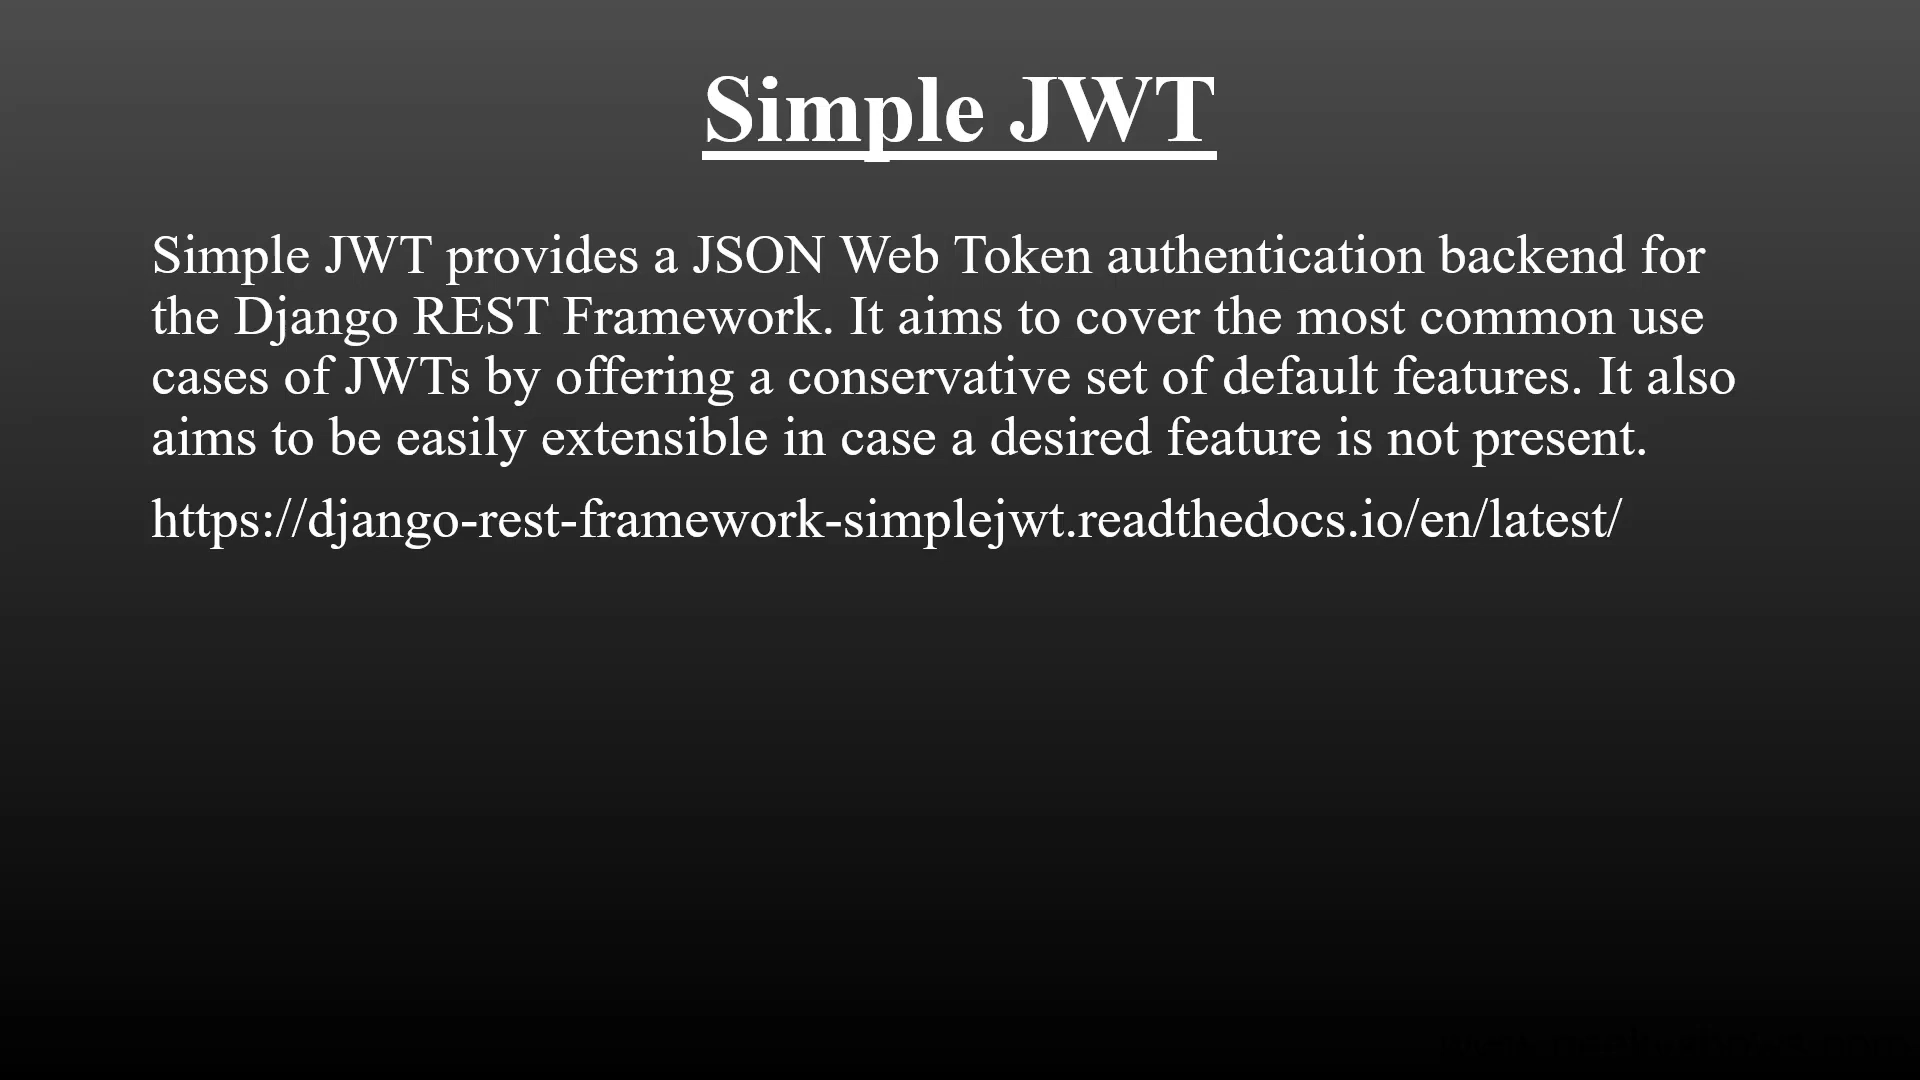 Simple JWT
Simple JWT provides a JSON Web Token authentication backend for
the Django REST Framework. It aims to cover the most common use
cases of JWTs by offering a conservative set of default features. It also
aims to be easily extensible in case a desired feature is not present.
https://django-rest-framework-simplejwt.readthedocs.io/en/latest/